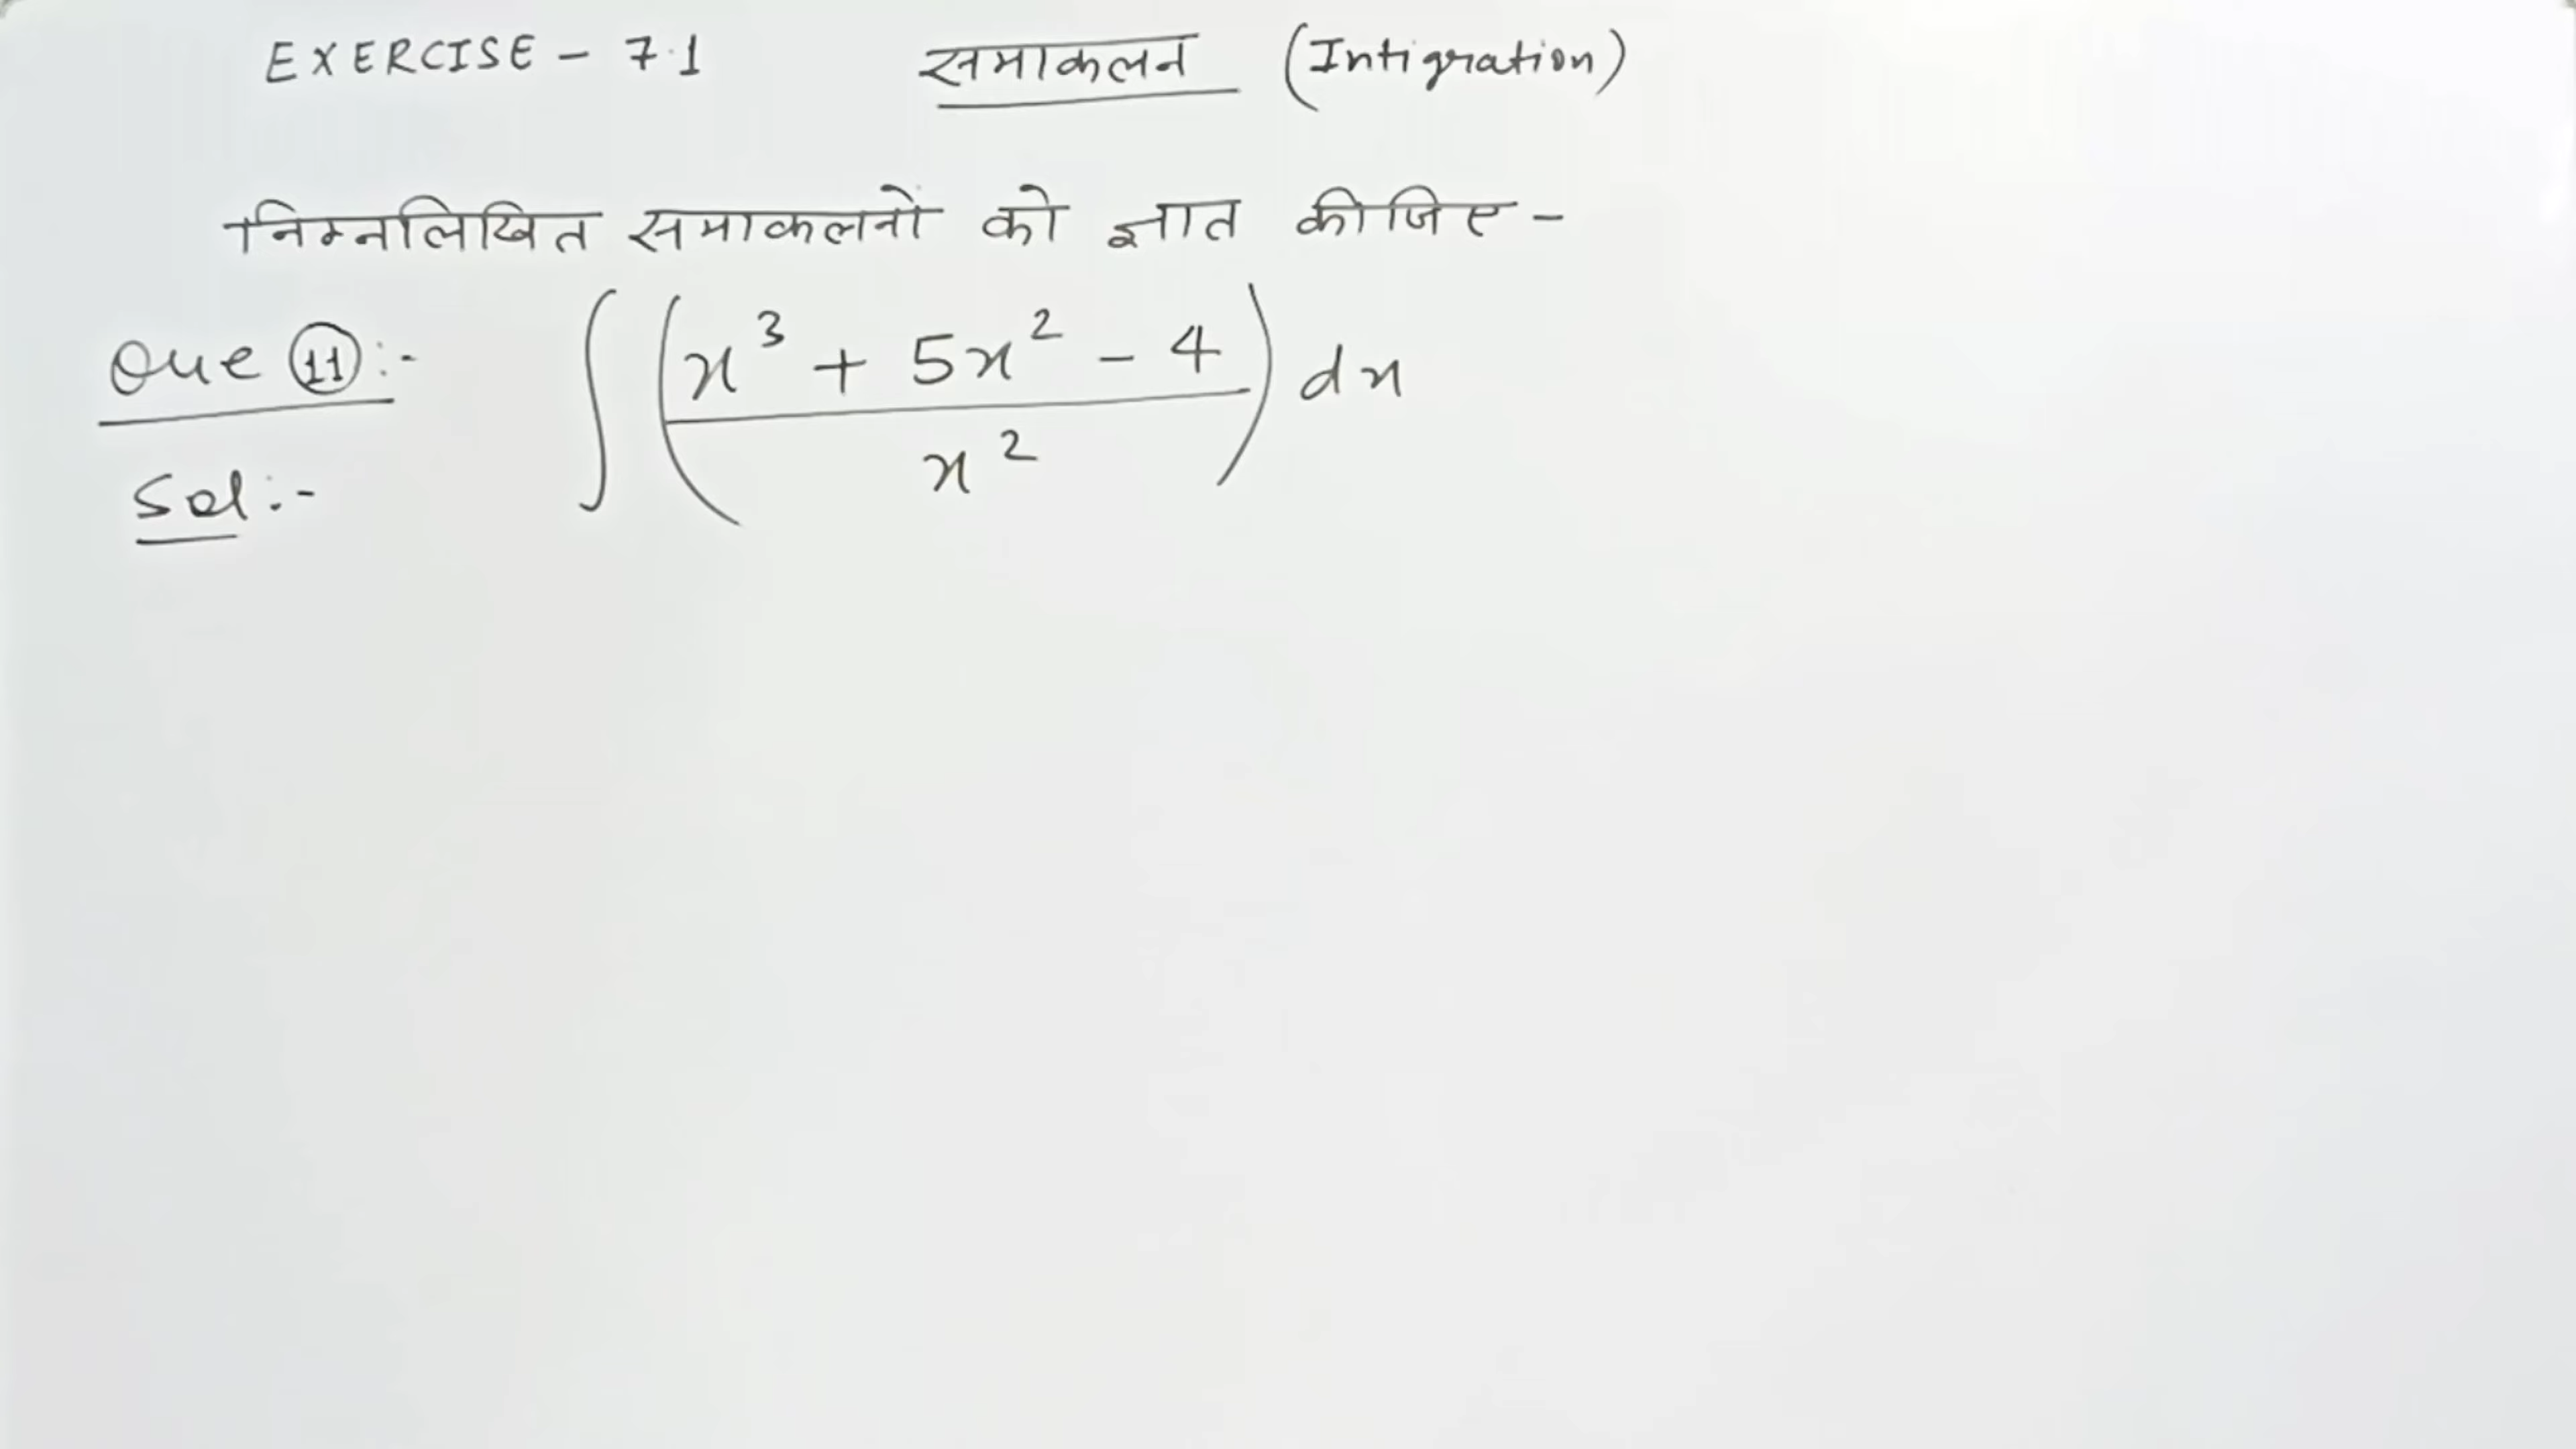 EXERCISE - 7.1 समाकलन (Intigration)
निम्नलिखित समाकलनों को ज्ञात कीजिए -
Que 11 :- ∫ (x³ + 5x² - 4 / x²) dx
Sol :-